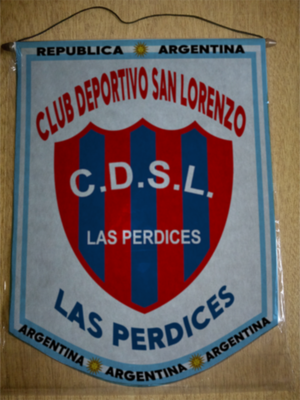 REPUBLICA ARGENTINA
CLUB DEPORTIVO SAN LORENZO
C.D.S.L.
LAS PERDICES
LAS PERDICES
ARGENTINA ARGENTINA ARGENTINA